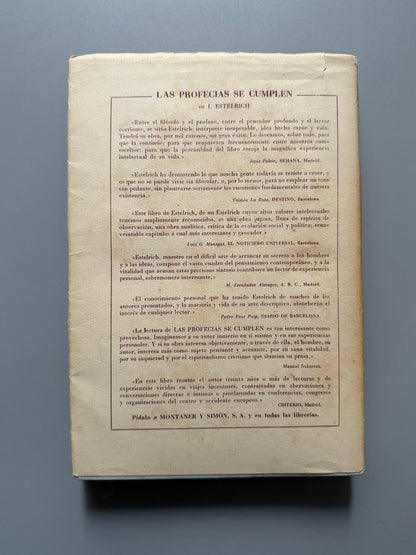 LAS PROFECIAS SE CUMPLEN
DE J. ESTELRICH
«Entre el filósofo y el profano, entre el pensador profundo y el lector
corriente, se sitúa Estelrich: intérprete insuperable, idea hecha carne y vida.
Tendrá su obra, por mil razones, un gran éxito. Lo deseamos, sobre todo, para
que la continúe; para que reaparezca fervientemente entre nosotros como
escritor; para que la perennidad del libro recoja la magnífica experiencia
intelectual de su vida.»
Jesús Pabón, SEMANA, Madrid.
«Estelrich ha demostrado lo que mucha gente todavía se resiste a creer, y
es que no se puede vivir sin filosofar, o, por lo menos, para no emplear un tono
tan pedante, sin plantearse seriamente las cuestiones fundamentales de nuestra
existencia.»
Tristán La Rosa, DESTINO, Barcelona.
«Este libro de Estelrich, de un Estelrich cuyos altos valores intelectuales
tenemos ampliamente reconocidos, es una obra jugosa, llena de espíritu de
observación, una obra analítica, crítica de la evolución social y política, reúne
veintidós capítulos a cual más interesante y evocador.»
Luis G. Manegat, EL NOTICIERO UNIVERSAL, Barcelona.
«Estelrich, maestro en el difícil arte de arrancar su secreto a los hombres
y a las ideas, compone el vasto cuadro del pensamiento contemporáneo, y a la
vitalidad que acusan estas preciosas síntesis contribuye un factor de experiencia
personal, sobremanera interesante.»
M. Fernández Almagro, A. B. C., Madrid.
«El conocimiento personal que ha tenido Estelrich de muchos de los
autores presentados, y la maestría y vida de su arte descriptivo, absorberán el
interés de cualquier lector.»
Pedro Font Puig, DIARIO DE BARCELONA.
«La lectura de LAS PROFECIAS SE CUMPLEN es tan interesante como
provechosa. Imaginamos a su autor inmerso en sí mismo y en sus experiencias
personales. Y si su obra interesa objetivamente, a través de ella, el hombre, su
autor, interesa más como sujeto pensante y actuante, por su sana vitalidad,
por su inquietud y por el espiritualismo cristiano que ilumina su prosa.»
Manuel Iribarren.
«En este libro resume el autor treinta años o más de lecturas y de
experiencias vividas en viajes incesantes, contrastadas en observaciones y
conversaciones directas e íntimas o proclamadas en conferencias, congresos
y organizaciones del centro y occidente europeos.»
CRITERIO, Madrid.
Pídalo a MONTANER Y SIMÓN, S. A. y en todas las librerías.